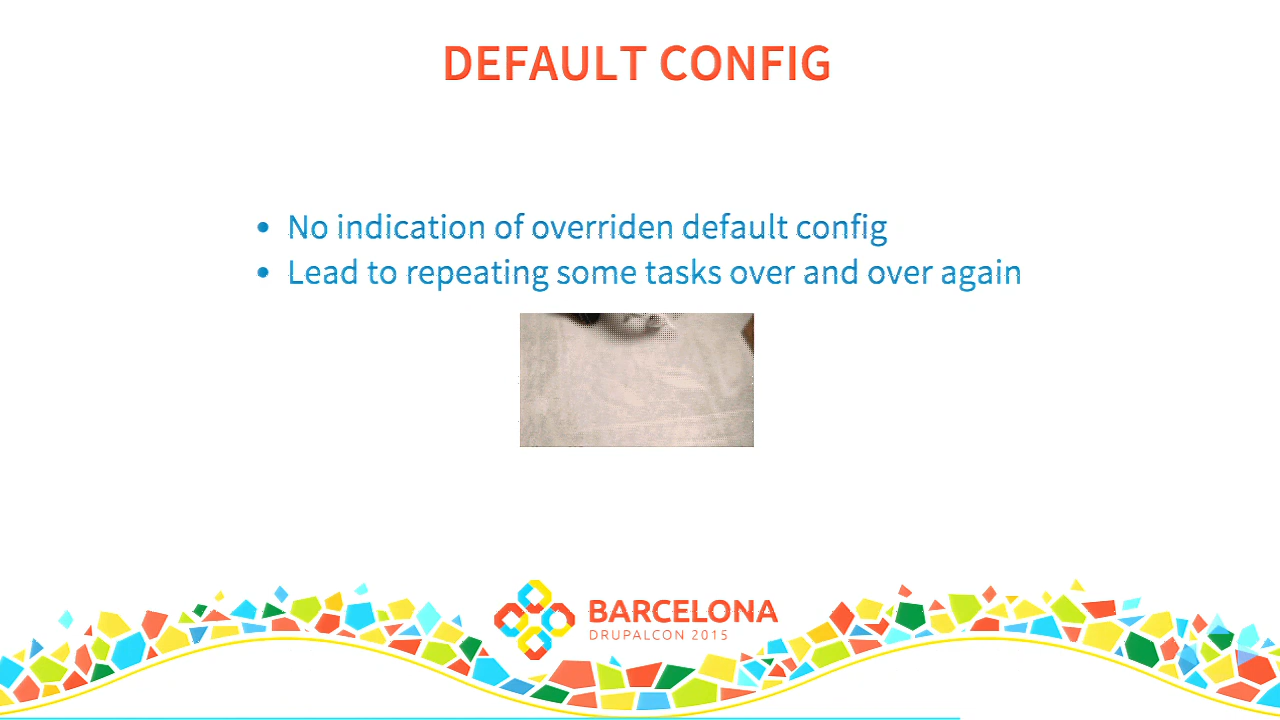 DEFAULT CONFIG
• No indication of overriden default config
• Lead to repeating some tasks over and over again
BARCELONA
DRUPALCON 2015